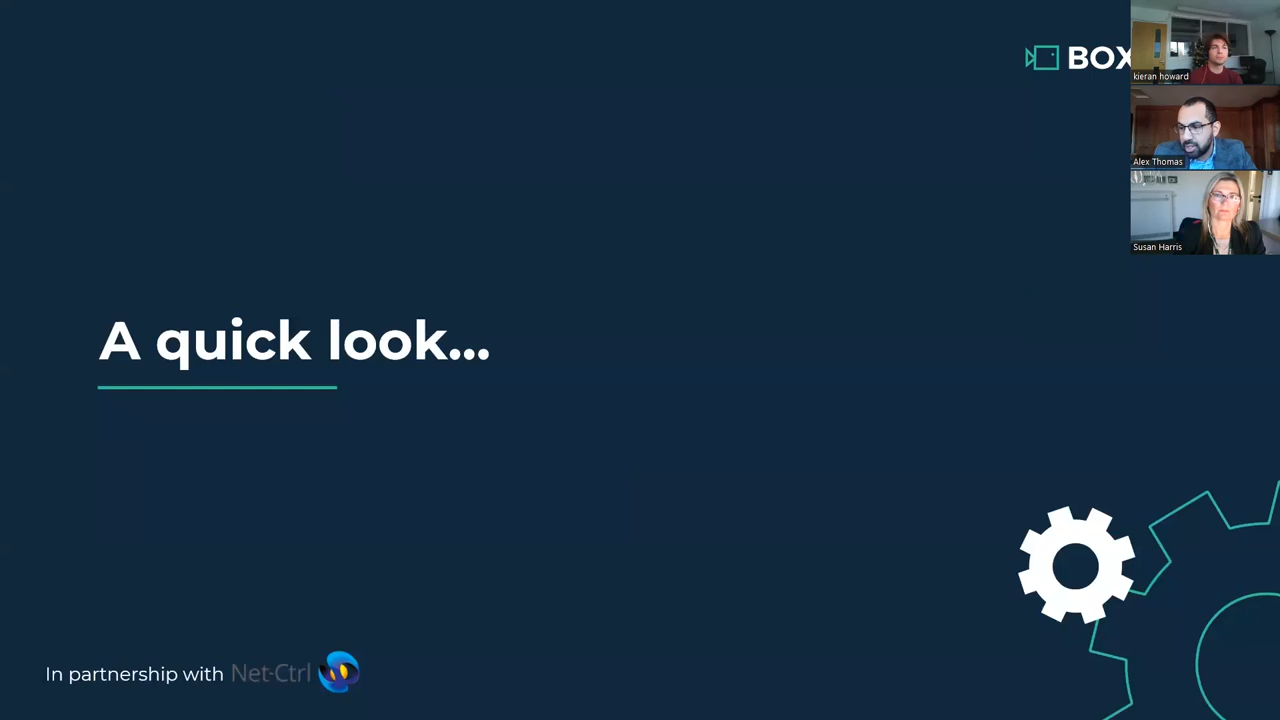 BOX
kieran howard
Alex Thomas
Susan Harris
A quick look...
In partnership with Net-Ctrl